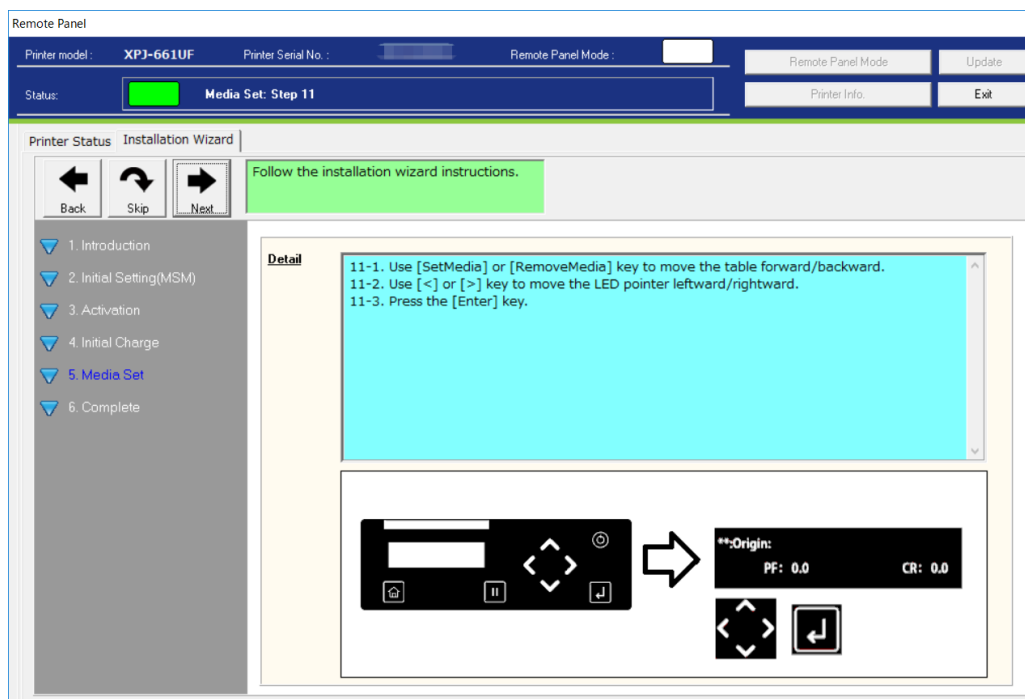 Remote Panel
Printer model :    XPJ-661UF    Printer Serial No. :    Remote Panel Mode :
Remote Panel Mode    Update
Status:    Media Set: Step 11
Printer Info.    Exit
Printer Status    Installation Wizard
Back    Skip    Next
Follow the installation wizard instructions.
1. Introduction
2. Initial Setting(MSM)
3. Activation
4. Initial Charge
5. Media Set
6. Complete
Detail
11-1. Use [SetMedia] or [RemoveMedia] key to move the table forward/backward.
11-2. Use [<] or [>] key to move the LED pointer leftward/rightward.
11-3. Press the [Enter] key.
**:Origin:
PF: 0.0    CR: 0.0